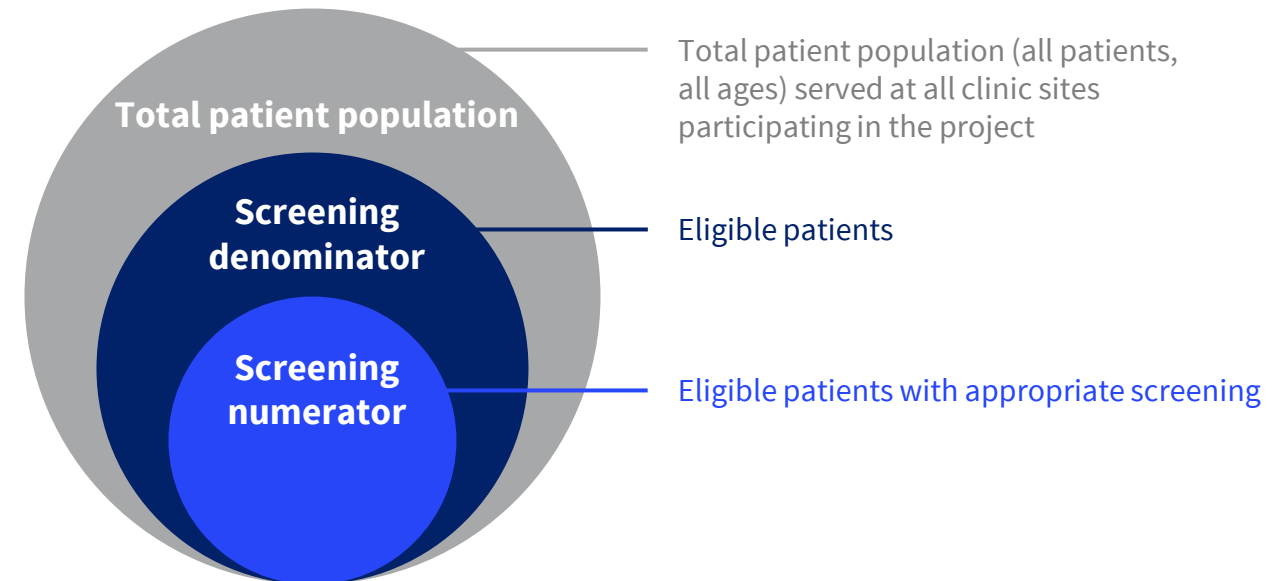 Total patient population
Total patient population (all patients,
all ages) served at all clinic sites
participating in the project
Screening
denominator
Eligible patients
Screening
numerator
Eligible patients with appropriate screening